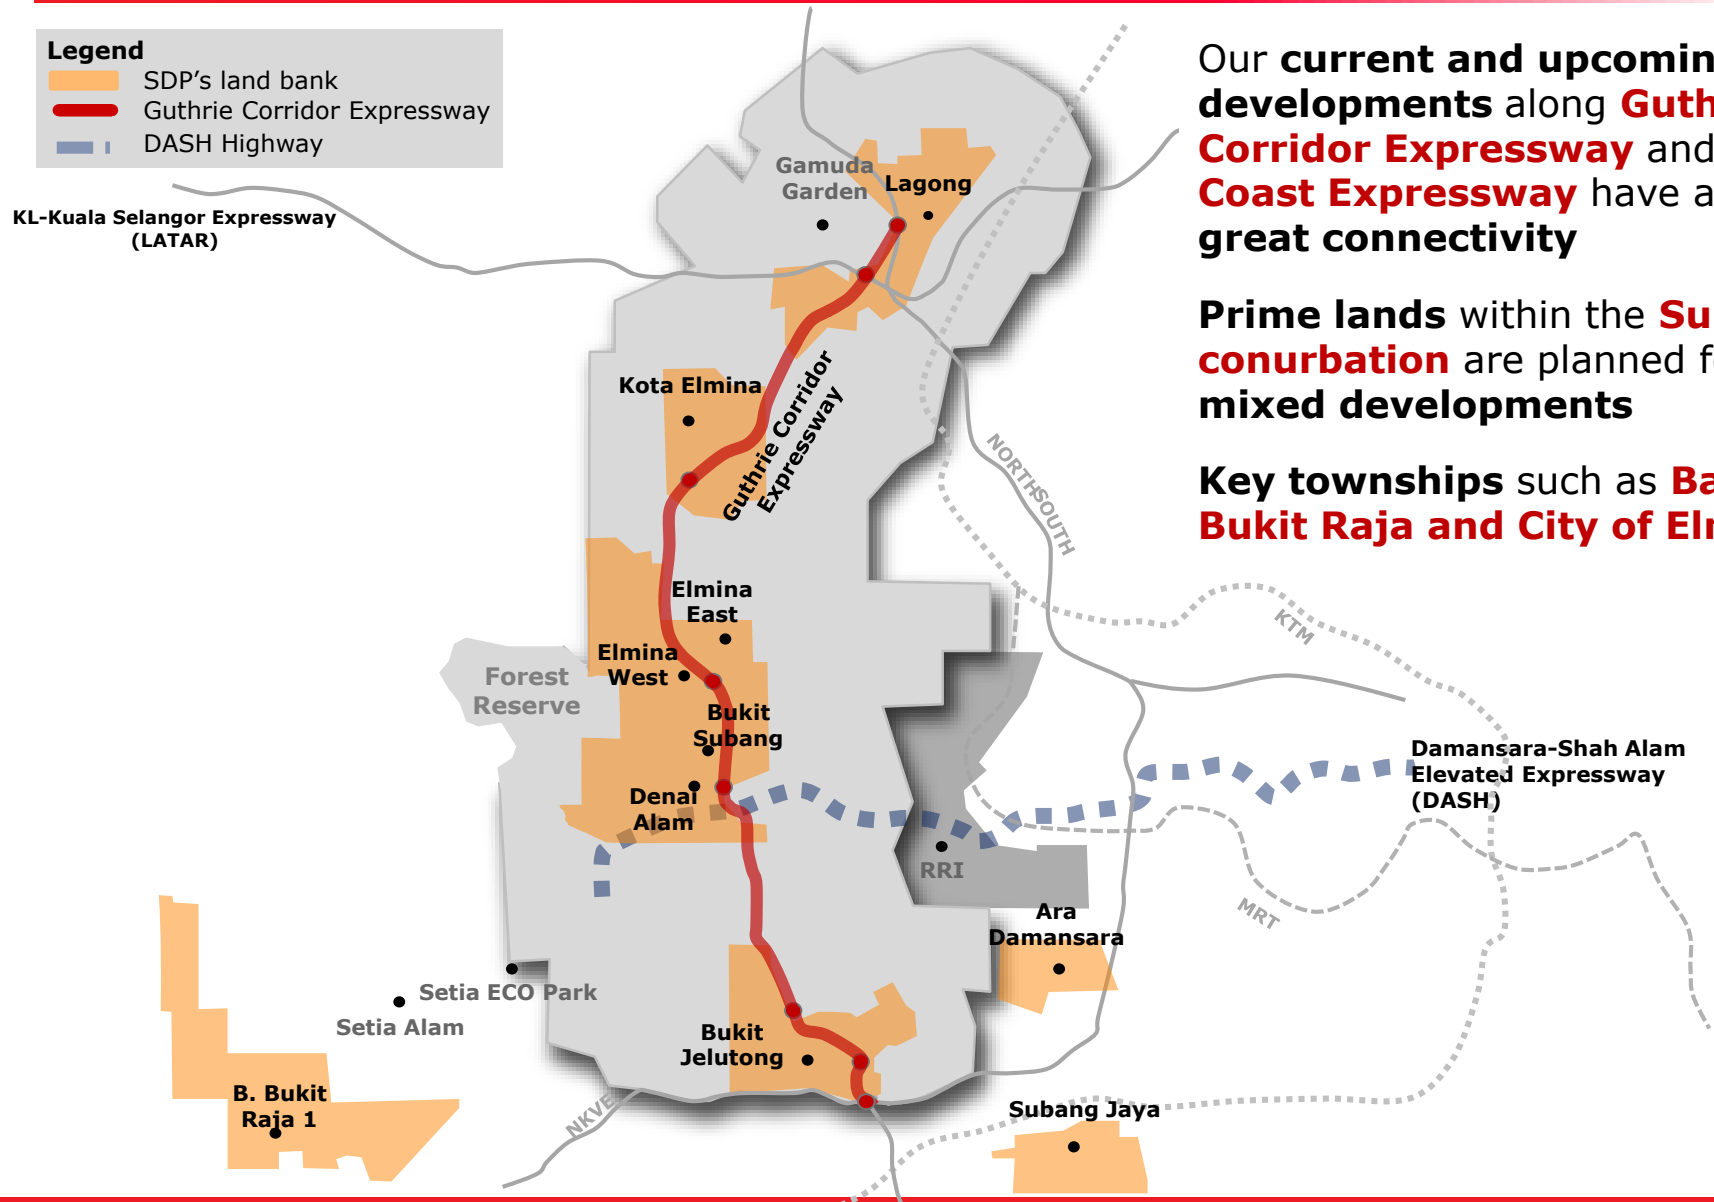 Legend
SDP's land bank
Guthrie Corridor Expressway
DASH Highway
KL-Kuala Selangor Expressway
(LATAR)
Gamuda
Garden
Lagong
Kota Elmina
Guthrie Corridor
Expressway
NORTH
SOUTH
Elmina
East
Elmina
West
Forest
Reserve
Bukit
Subang
Denai
Alam
KTM
Damansara-Shah Alam
Elevated Expressway
(DASH)
RRI
MRT
Ara
Damansara
Setia ECO Park
Setia Alam
Bukit
Jelutong
B. Bukit
Raja 1
NKVE
Subang Jaya
Our current and upcomin
developments along Guth
Corridor Expressway and
Coast Expressway have a
great connectivity
Prime lands within the Su
conurbation are planned f
mixed developments
Key townships such as Ba
Bukit Raja and City of Elm